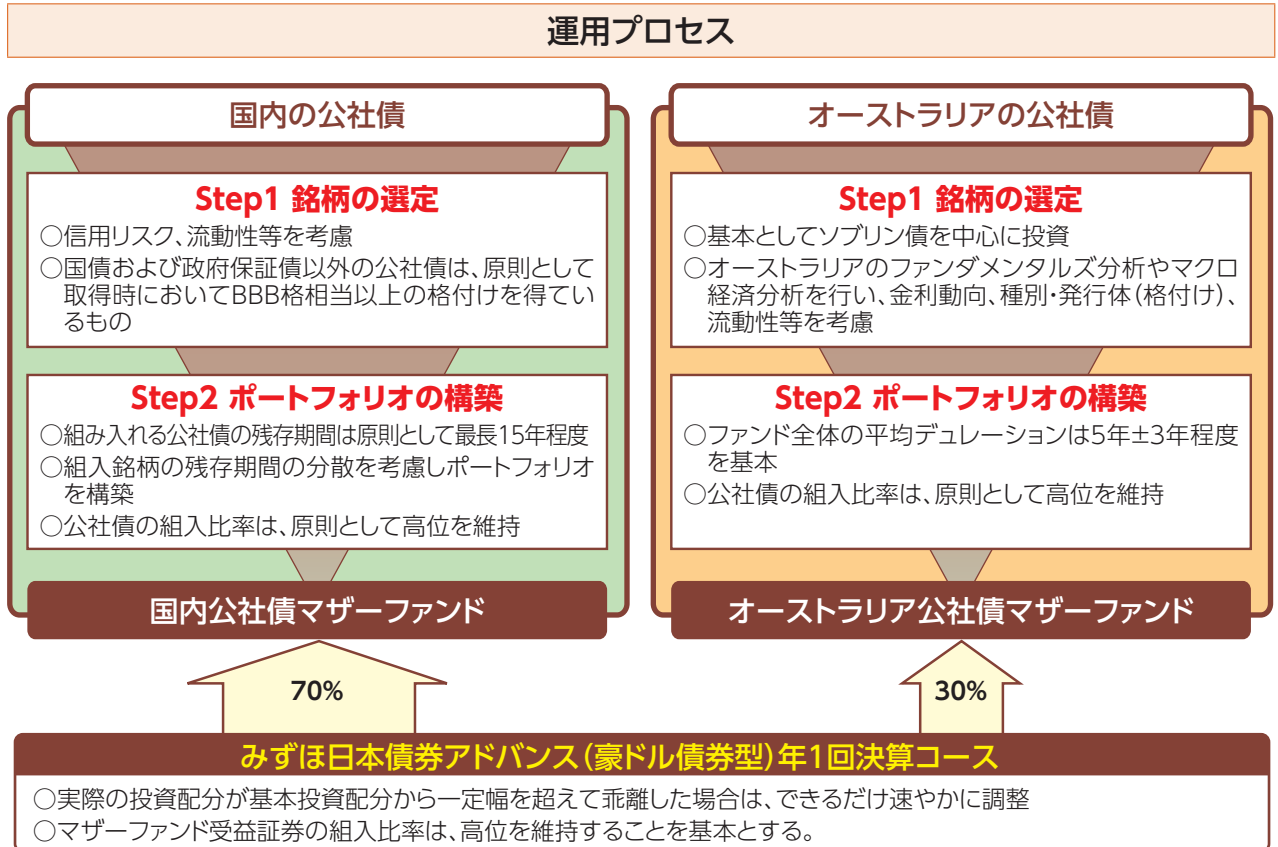 運用プロセス
国内の公社債
Step1 銘柄の選定
○信用リスク、流動性等を考慮
○国債および政府保証債以外の公社債は、原則として
取得時においてBBB格相当以上の格付けを得てい
るもの
Step2 ポートフォリオの構築
○組み入れる公社債の残存期間は原則として最長15年程度
○組入銘柄の残存期間の分散を考慮しポートフォリオ
を構築
○公社債の組入比率は、原則として高位を維持
国内公社債マザーファンド
70%
オーストラリアの公社債
Step1 銘柄の選定
○基本としてソブリン債を中心に投資
○オーストラリアのファンダメンタルズ分析やマクロ
経済分析を行い、金利動向、種別・発行体(格付け)、
流動性等を考慮
Step2 ポートフォリオの構築
○ファンド全体の平均デュレーションは5年±3年程度
を基本
○公社債の組入比率は、原則として高位を維持
オーストラリア公社債マザーファンド
30%
みずほ日本債券アドバンス(豪ドル債券型)年1回決算コース
○実際の投資配分が基本投資配分から一定幅を超えて乖離した場合は、できるだけ速やかに調整
○マザーファンド受益証券の組入比率は、高位を維持することを基本とする。